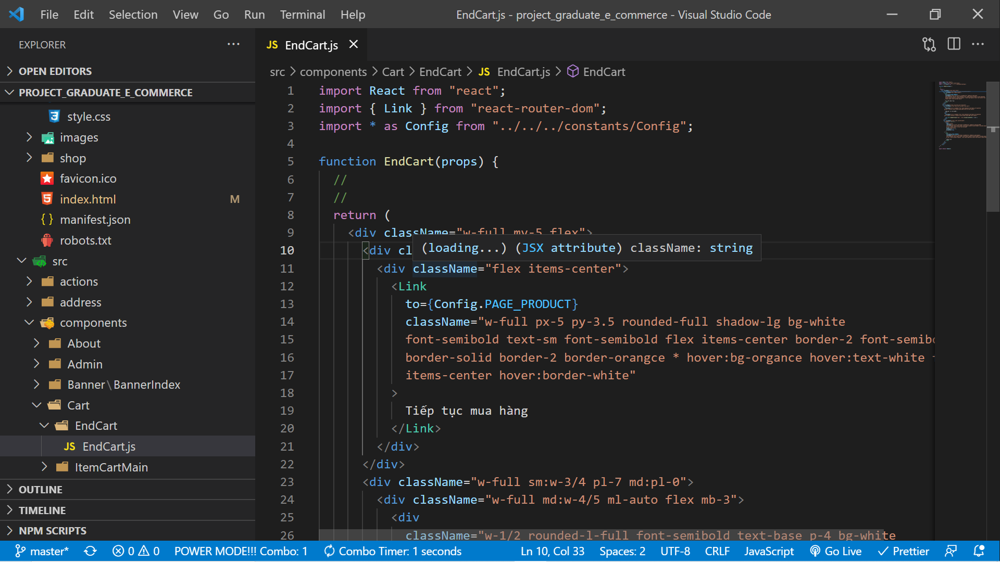 File Edit Selection View Go Run Terminal Help
EndCart.js - project_graduate_e_commerce - Visual Studio Code
EXPLORER
OPEN EDITORS
PROJECT_GRADUATE_E_COMMERCE
style.css
images
shop
favicon.ico
index.html M
manifest.json
robots.txt
src
actions
address
components
About
Admin
Banner\BannerIndex
Cart
EndCart
JS EndCart.js
ItemCartMain
OUTLINE
TIMELINE
NPM SCRIPTS
JS EndCart.js
src > components > Cart > EndCart > JS EndCart.js > EndCart
1 import React from "react";
2 import { Link } from "react-router-dom";
3 import * as Config from "../../../constants/Config";
4
5 function EndCart(props) {
6 //
7 //
8 return (
9 <div className="w-full my-5 flex">
10 <div cl
(loading...) (JSX attribute) className: string
11 <div className="flex items-center">
12 <Link
13 to={Config.PAGE_PRODUCT}
14 className="w-full px-5 py-3.5 rounded-full shadow-lg bg-white
15 font-semibold text-sm font-semibold flex items-center border-2
16 border-solid border-2 border-orangce * hover:bg-organce hover:text-white
17 items-center hover:border-white"
18 >
19 Tiếp tục mua hàng
20 </Link>
21 </div>
22 </div>
23 <div className="w-full sm:w-3/4 pl-7 md:pl-0">
24 <div className="w-full md:w-4/5 ml-auto flex mb-3">
25 <div
26 className="w-1/2 rounded-l-full font-semibold text-base p-4 bg-white
master* 0 0 POWER MODE!!! Combo: 1 Combo Timer: 1 seconds Ln 10, Col 33 Spaces: 2 UTF-8 CRLF JavaScript Go Live Prettier